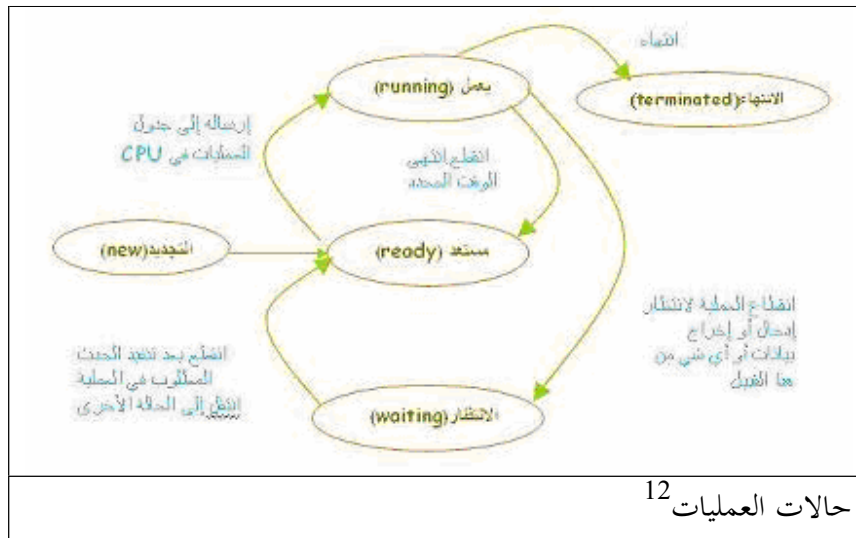 انتهاء
يعمل (running)
الانتهاء(terminated)
إرساله إلى جدول
العمليات في CPU
انقطع انتهى
الوقت المحدد
التجديد(new)
مستعد (ready)
انقطاع العملية لانتظار
إدخال أو إخراج
بيانات أو أي شي من
هذا القبيل
انقطع بعد تنفيذ الحدث
المطلوب في العملية
انتقل إلى الحالة الأخرى
الانتظار(waiting)
حالات العمليات12